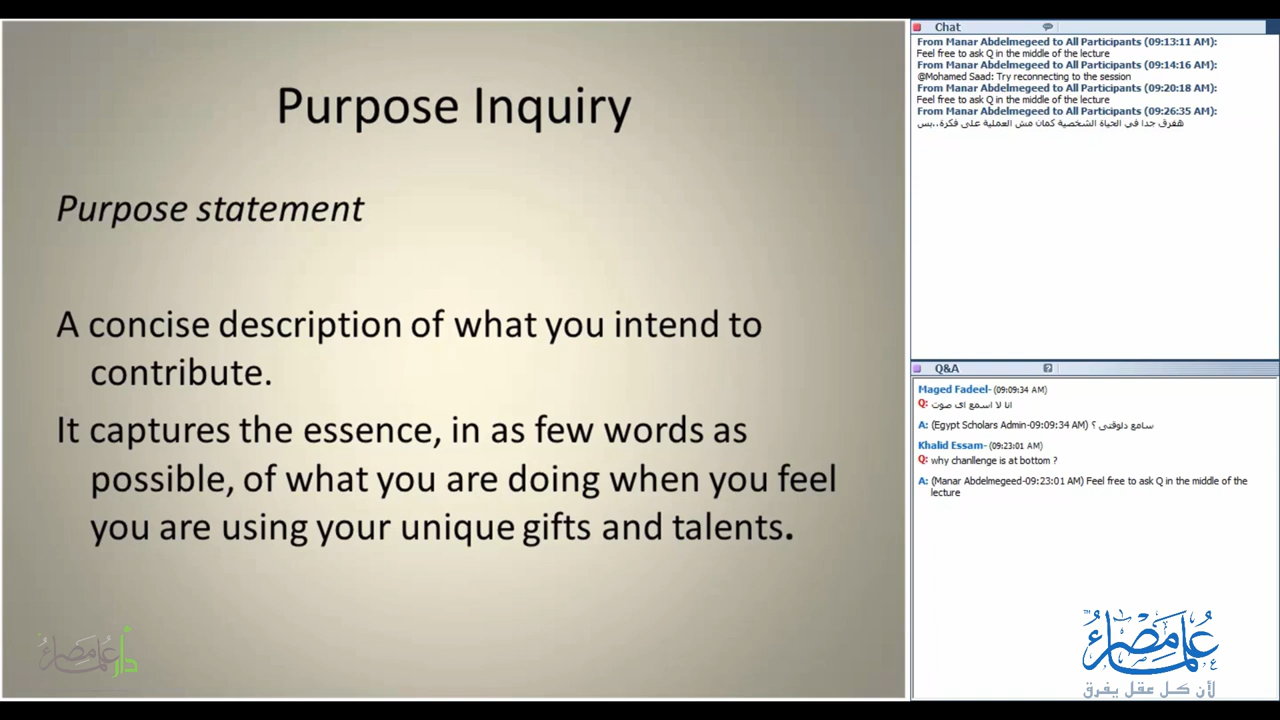 Purpose Inquiry
Purpose statement
A concise description of what you intend to
contribute.
It captures the essence, in as few words as
possible, of what you are doing when you feel
you are using your unique gifts and talents.
دار علماء مصر
Chat
From Manar Abdelmegeed to All Participants (09:13:11 AM):
Feel free to ask Q in the middle of the lecture
From Manar Abdelmegeed to All Participants (09:14:16 AM):
@Mohamed Saad: Try reconnecting to the session
From Manar Abdelmegeed to All Participants (09:20:18 AM):
Feel free to ask Q in the middle of the lecture
From Manar Abdelmegeed to All Participants (09:26:35 AM):
هفرق جدا فى الحياة الشخصية كمان مش العملية على فكرة..بس
Q&A
Maged Fadeel- (09:09:34 AM)
Q: انا لا اسمع اى صوت
A: (Egypt Scholars Admin-09:09:34 AM) سامع دلوقتى ؟
Khalid Essam- (09:23:01 AM)
Q: why chanllenge is at bottom ?
A: (Manar Abdelmegeed-09:23:01 AM) Feel free to ask Q in the middle of the
lecture
علماء مصر
لأن كل عقل يفرق